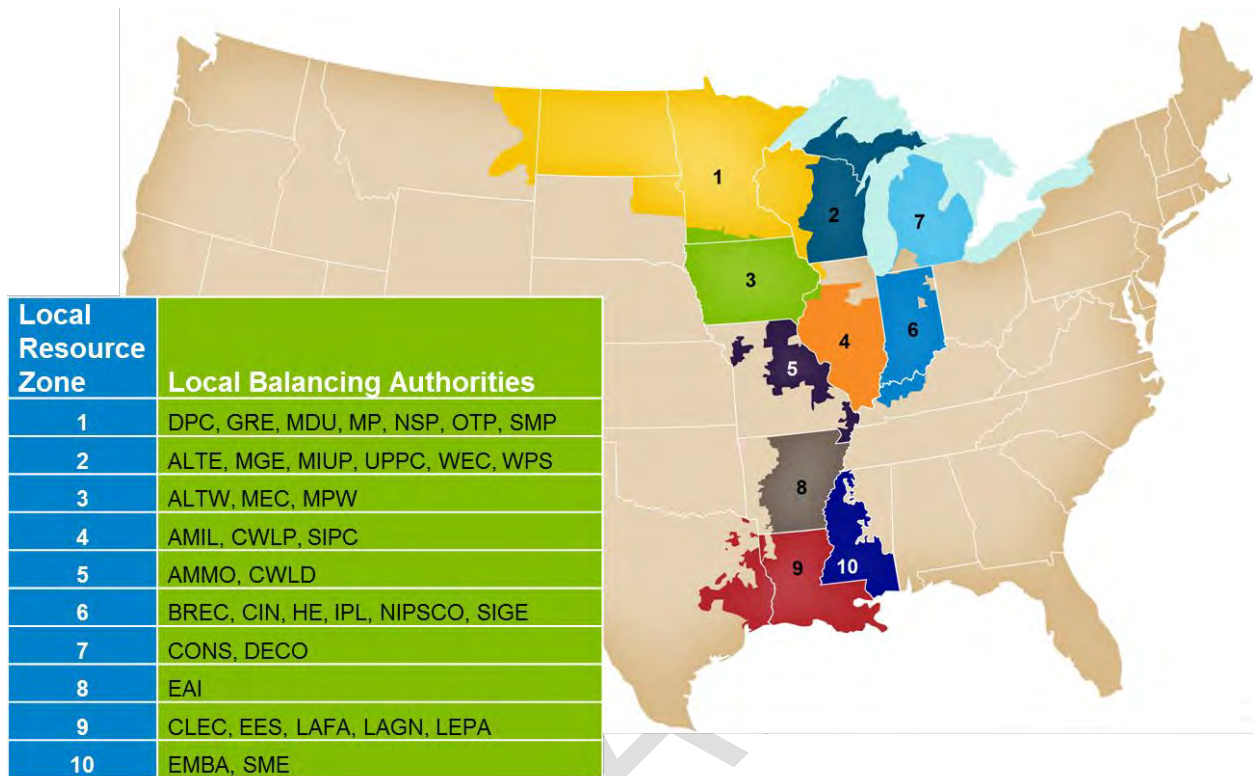 1
2
7
3
4
6
5
8
9
10
Local
Resource
Zone
Local Balancing Authorities
1 DPC, GRE, MDU, MP, NSP, OTP, SMP
2 ALTE, MGE, MIUP, UPPC, WEC, WPS
3 ALTW, MEC, MPW
4 AMIL, CWLP, SIPC
5 AMMO, CWLD
6 BREC, CIN, HE, IPL, NIPSCO, SIGE
7 CONS, DECO
8 EAI
9 CLEC, EES, LAFA, LAGN, LEPA
10 EMBA, SME